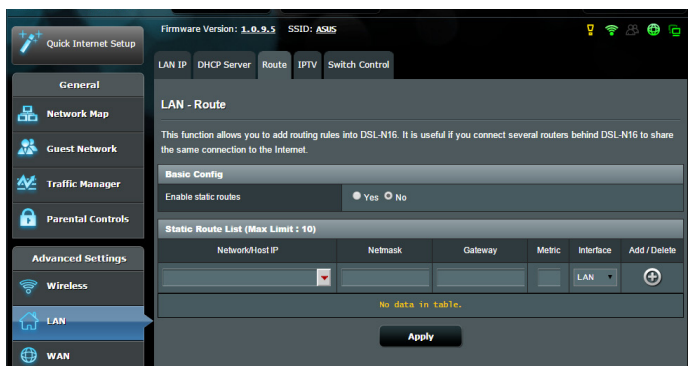 Quick Internet Setup
General
Network Map
Guest Network
Traffic Manager
Parental Controls
Advanced Settings
Wireless
LAN
WAN
Firmware Version: 1.0.9.5 SSID: ASUS
LAN IP DHCP Server Route IPTV Switch Control
LAN - Route
This function allows you to add routing rules into DSL-N16. It is useful if you connect several routers behind DSL-N16 to share
the same connection to the Internet.
Basic Config
Enable static routes Yes No
Static Route List (Max Limit : 10)
Network/Host IP Netmask Gateway Metric Interface Add / Delete
LAN
No data in table.
Apply